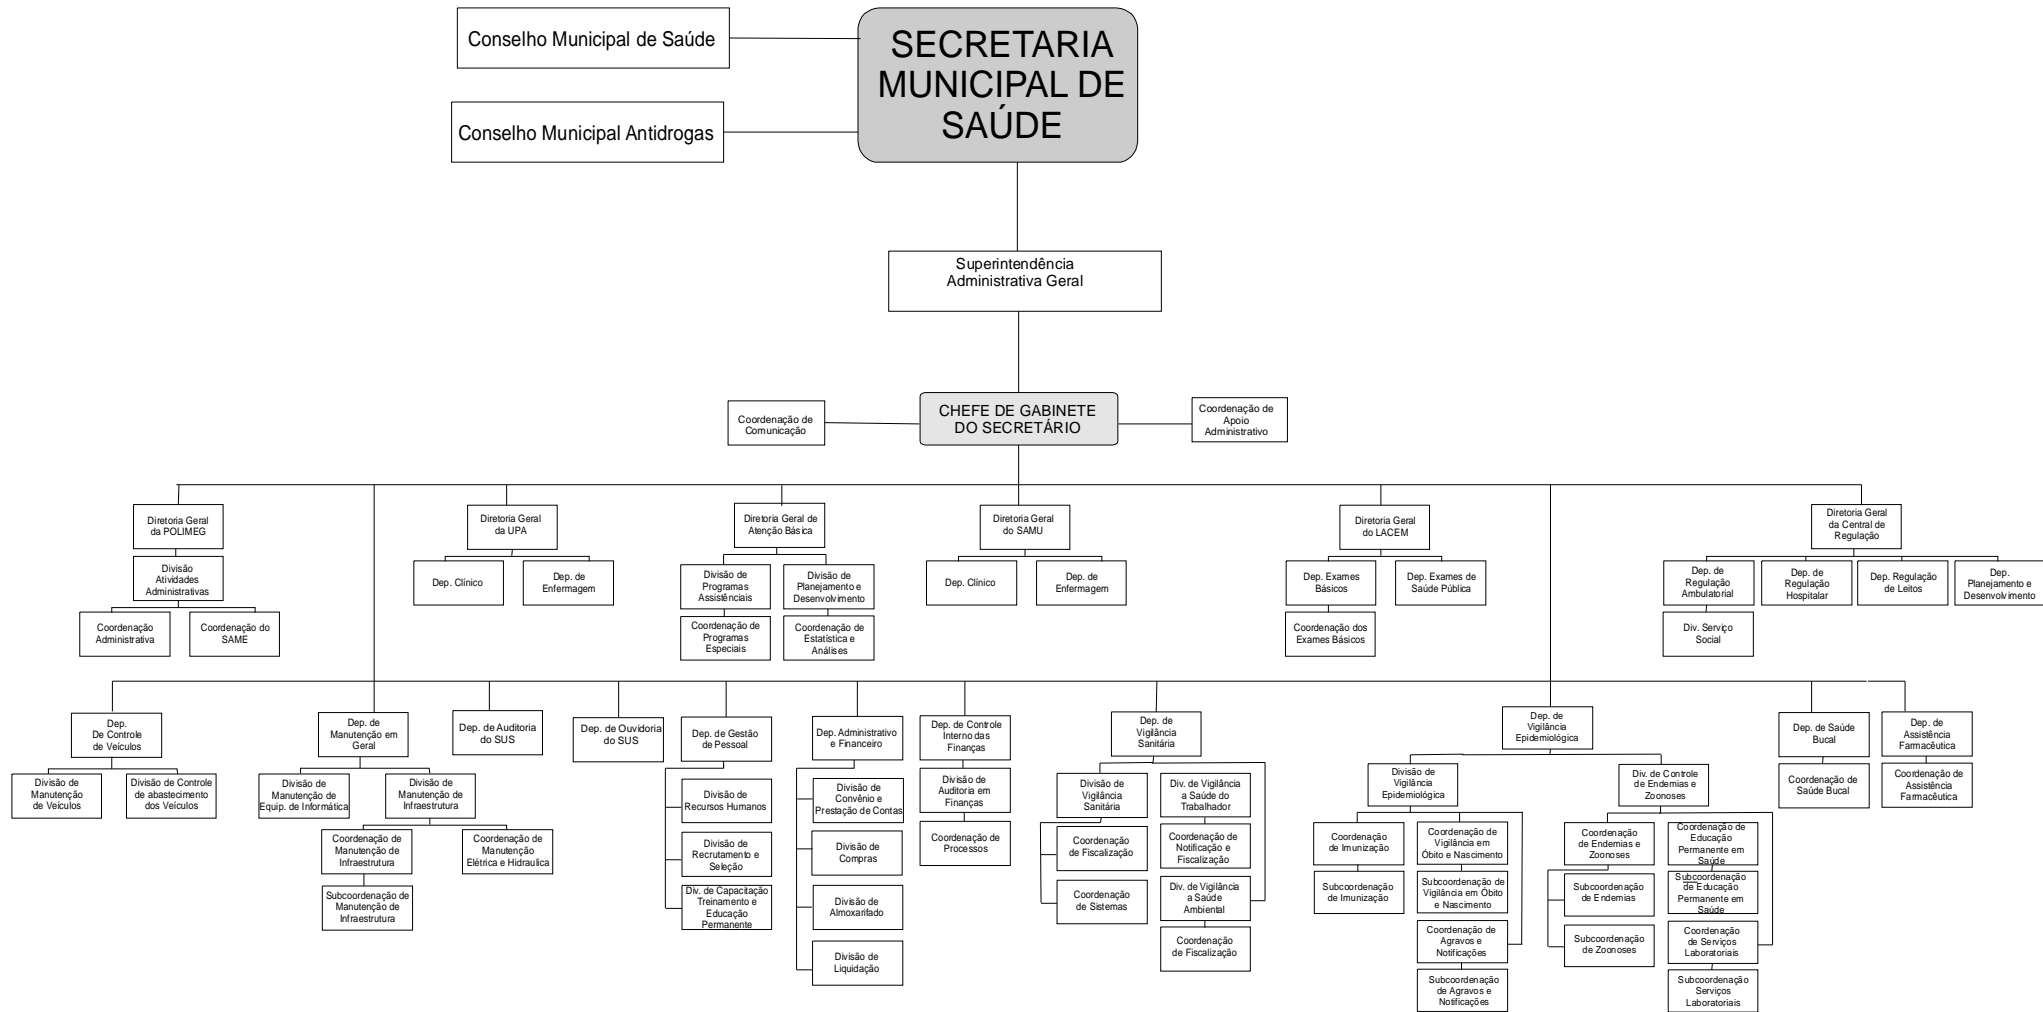 Conselho Municipal de Saúde
SECRETARIA
MUNICIPAL DE
SAÚDE
Conselho Municipal Antidrogas
Superintendência
Administrativa Geral
Coordenação de
Comunicação
CHEFE DE GABINETE
DO SECRETÁRIO
Coordenação de
Apoio
Administrativo
Diretoria Geral
da POLIMEG
Diretoria Geral
da UPA
Diretoria Geral de
Atenção Básica
Diretoria Geral
do SAMU
Diretoria Geral
do LACEM
Diretoria Geral
da Central de
Regulação
Divisão
Atividades
Administrativas
Dep. Clínico
Dep. de
Enfermagem
Divisão de
Programas
Assistênciais
Divisão de
Planejamento e
Desenvolvimento
Dep. Clínico
Dep. de
Enfermagem
Dep. Exames
Básicos
Dep. Exames de
Saúde Pública
Dep. de
Regulação
Ambulatorial
Dep. de
Regulação
Hospitalar
Dep. Regulação
de Leitos
Dep.
Planejamento e
Desenvolvimento
Coordenação
Administrativa
Coordenação do
SAME
Coordenação de
Programas
Especiais
Coordenação de
Estatística e
Análises
Coordenação dos
Exames Básicos
Div. Serviço
Social
Dep.
De Controle
de Veículos
Dep. de
Manutenção em
Geral
Dep. de Auditoria
do SUS
Dep. de Ouvidoria
do SUS
Dep. de Gestão
de Pessoal
Dep. Administrativo
e Financeiro
Dep. de Controle
Interno das
Finanças
Dep. de
Vigilância
Sanitária
Dep. de
Vigilância
Epidemiológica
Dep. de Saúde
Bucal
Dep. de
Assistência
Farmacêutica
Divisão de
Manutenção
de Veículos
Divisão de Controle
de abastecimento
dos Veículos
Divisão de
Manutenção de
Equip. de Informática
Divisão de
Manutenção de
Infraestrutura
Divisão de
Recursos Humanos
Divisão de
Convênio e
Prestação de Contas
Divisão de
Auditoria em
Finanças
Divisão de
Vigilância
Sanitária
Div. de Vigilância
a Saúde do
Trabalhador
Divisão de
Vigilância
Epidemiológica
Div. de Controle
de Endemias e
Zoonoses
Coordenação de
Saúde Bucal
Coordenação de
Assistência
Farmacêutica
Coordenação de
Manutenção de
Infraestrutura
Coordenação de
Manutenção
Elétrica e Hidraulica
Divisão de
Recrutamento e
Seleção
Divisão de
Compras
Coordenação de
Processos
Coordenação
de Fiscalização
Coordenação de
Notificação e
Fiscalização
Coordenação
de Imunização
Coordenação de
Vigilância em
Óbito e Nascimento
Coordenação
de Endemias e
Zoonoses
Coordenação de
Educação
Permanente em
Saúde
Subcoordenação de
Manutenção de
Infraestrutura
Div. de Capacitação
Treinamento e
Educação
Permanente
Divisão de
Almoxarifado
Coordenação
de Sistemas
Div. de Vigilância
a Saúde
Ambiental
Subcoordenação
de Imunização
Subcoordenação de
Vigilância em Óbito
e Nascimento
Subcoordenação
de Endemias
Subcoordenação
de Educação
Permanente em
Saúde
Divisão de
Liquidação
Coordenação
de Fiscalização
Coordenação de
Agravos e
Notificações
Subcoordenação
de Zoonoses
Coordenação
de Serviços
Laboratoriais
Subcoordenação
de Agravos e
Notificações
Subcoordenação
Serviços
Laboratoriais